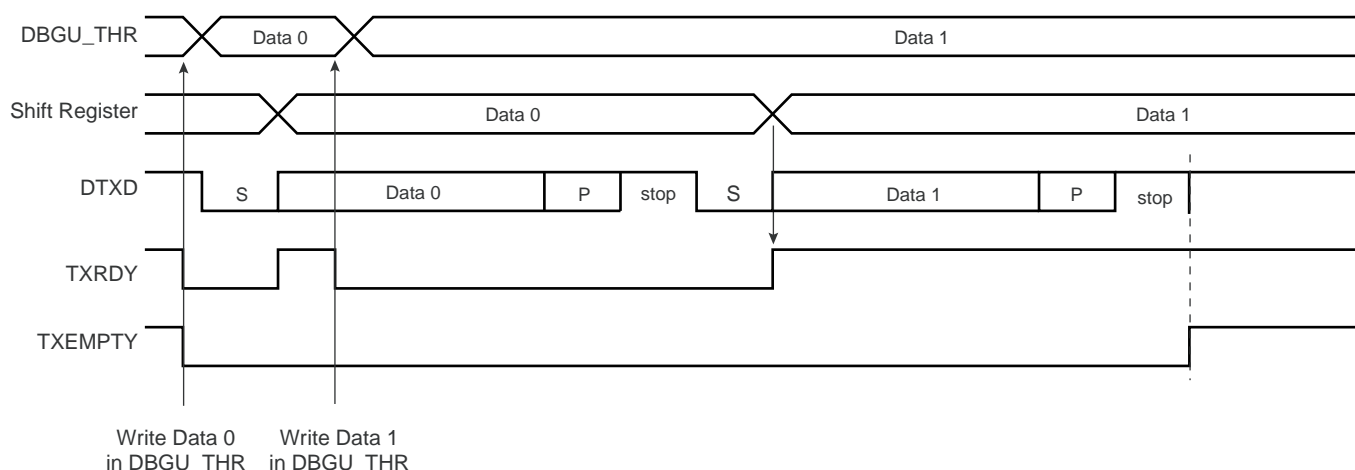 DBGU_THR
Data 0
Data 1
Shift Register
Data 0
Data 1
DTXD
S
Data 0
P
stop
S
Data 1
P
stop
TXRDY
TXEMPTY
Write Data 0
in DBGU_THR
Write Data 1
in DBGU_THR